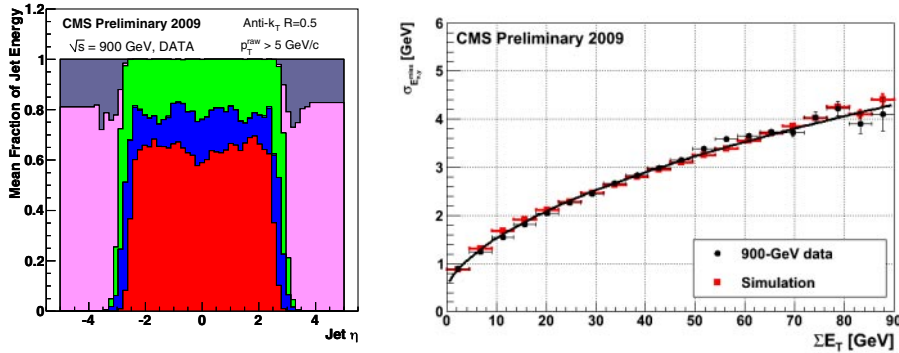 CMS Preliminary 2009
Anti-k_T R=0.5
√s = 900 GeV, DATA
p_T^raw > 5 GeV/c
Mean Fraction of Jet Energy
1
0.8
0.6
0.4
0.2
0
-4 -2 0 2 4
Jet η
CMS Preliminary 2009
σ_{E_{x,y}^{miss}} [GeV]
6
5
4
3
2
1
0
900-GeV data
Simulation
0 10 20 30 40 50 60 70 80 90
ΣE_T [GeV]